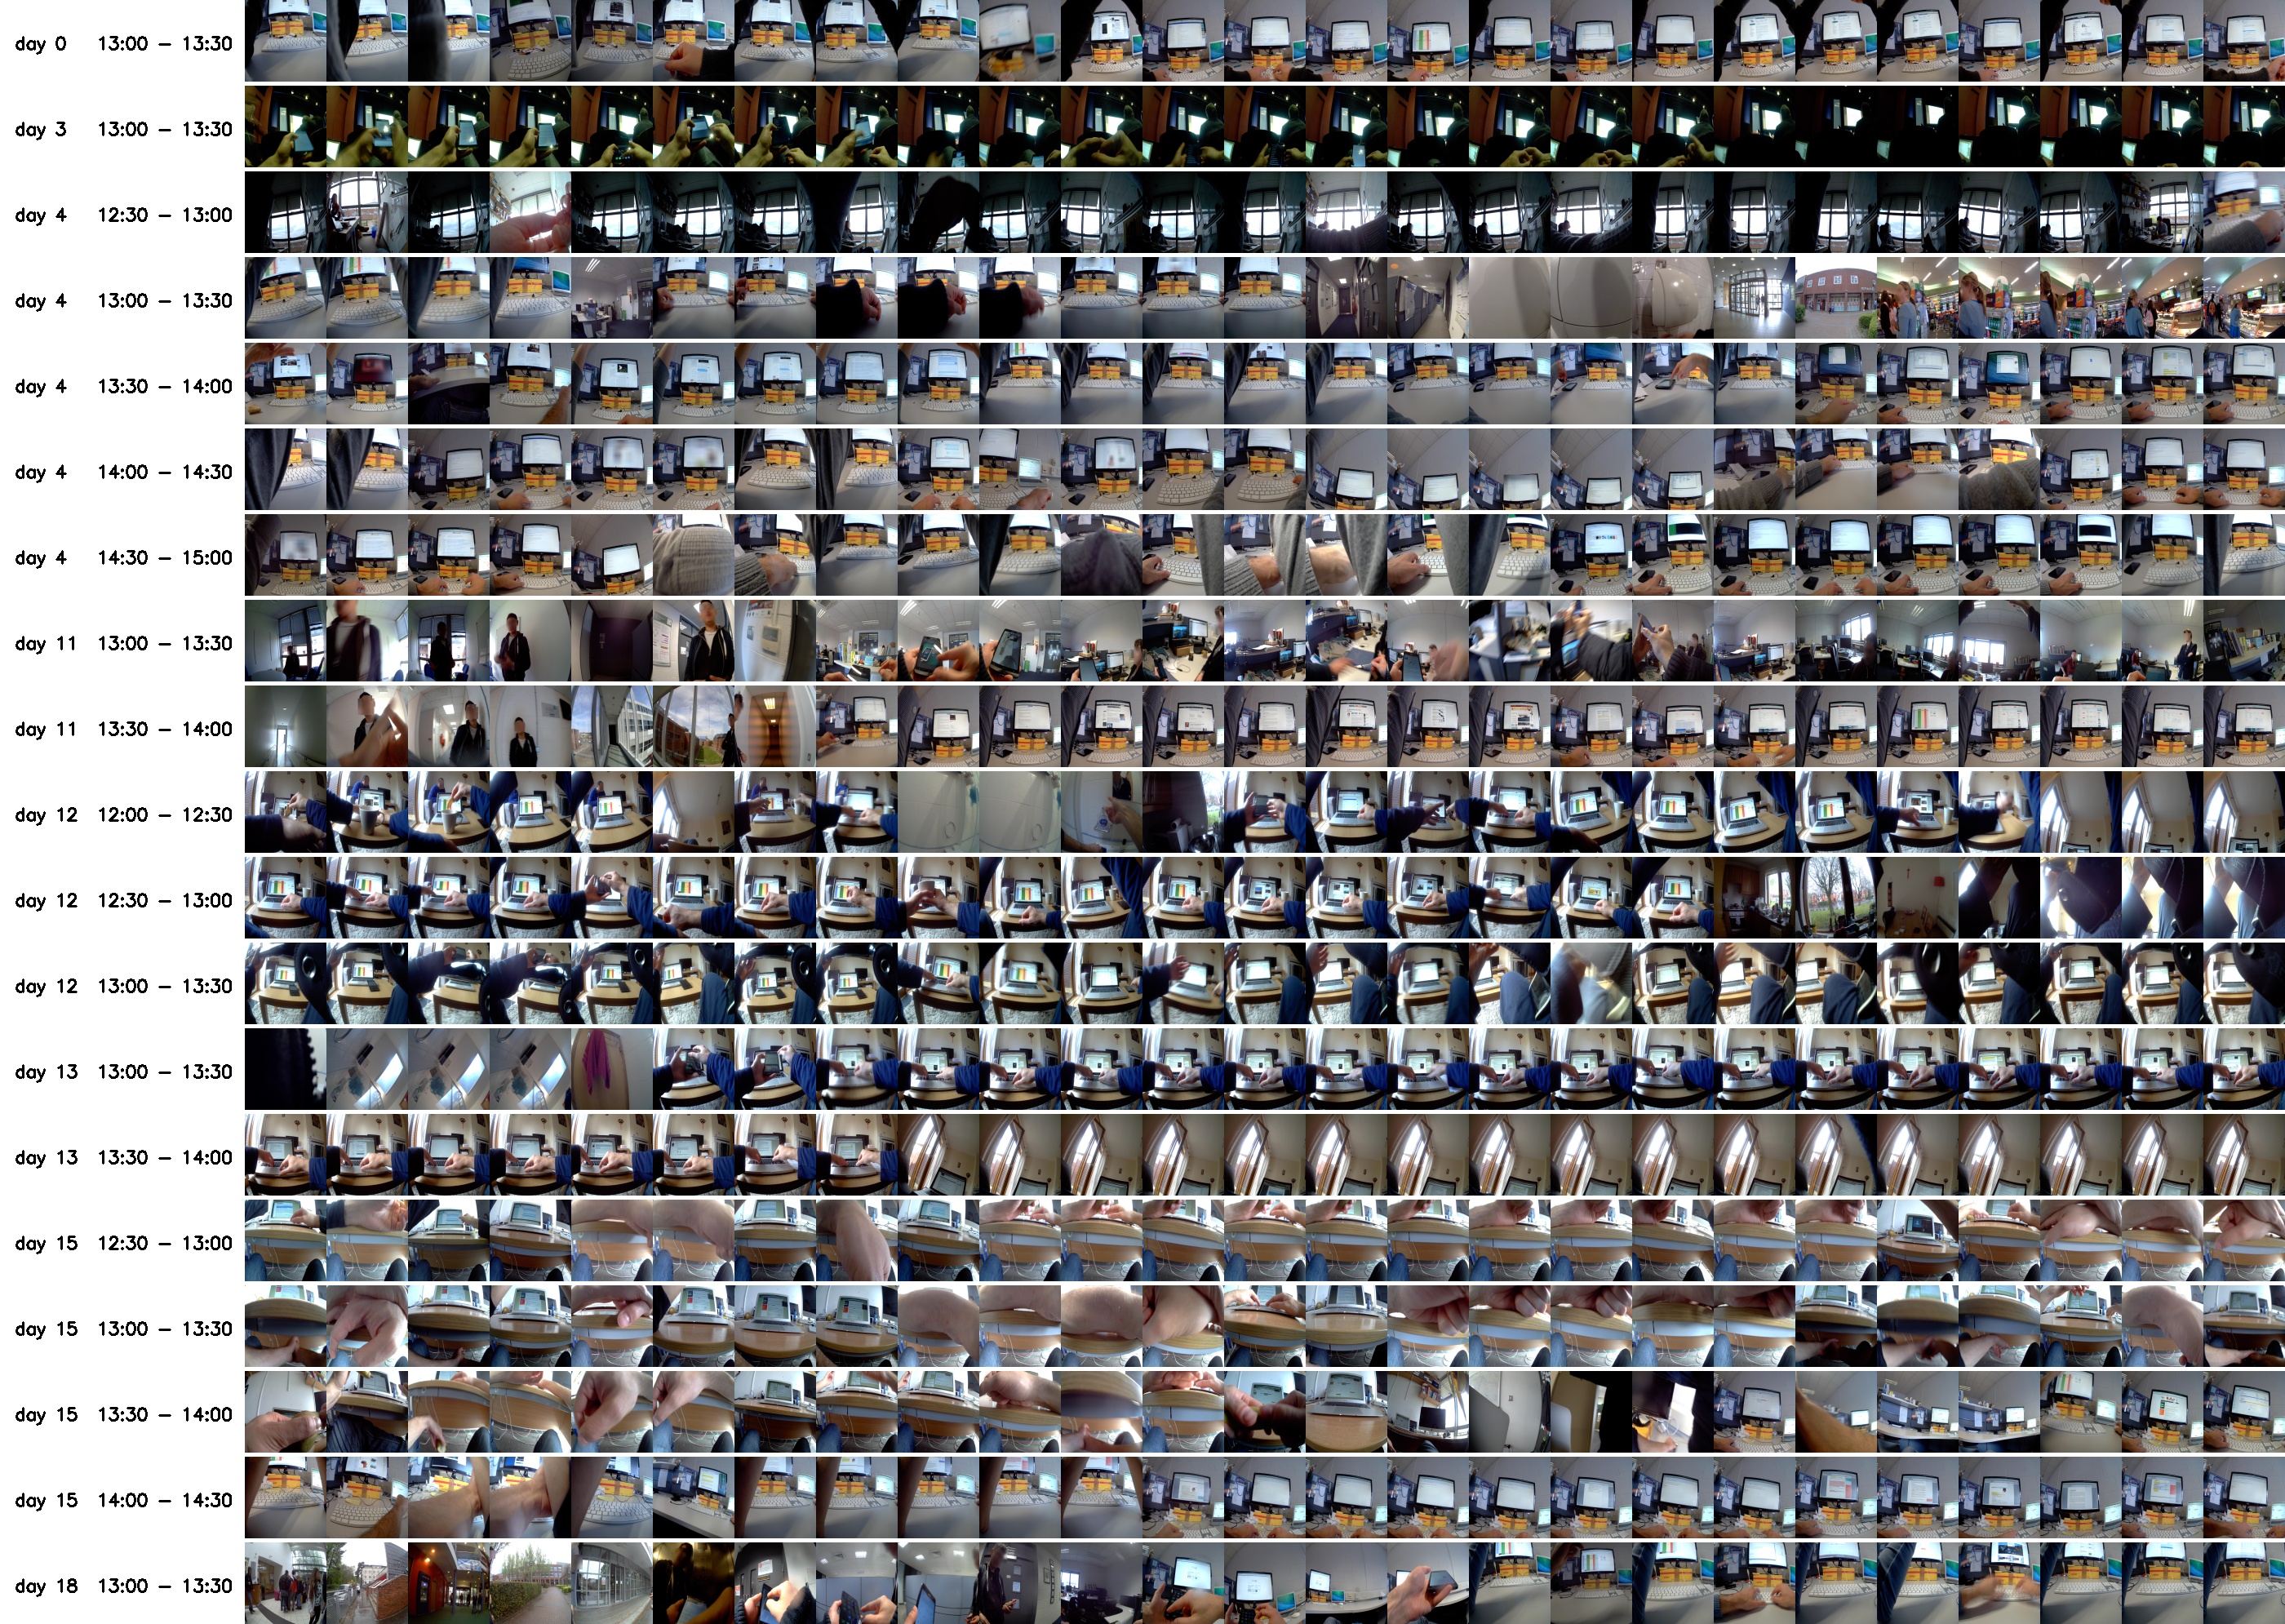 day 0 13:00 – 13:30
day 3 13:00 – 13:30
day 4 12:30 – 13:00
day 4 13:00 – 13:30
day 4 13:30 – 14:00
day 4 14:00 – 14:30
day 4 14:30 – 15:00
day 11 13:00 – 13:30
day 11 13:30 – 14:00
day 12 12:00 – 12:30
day 12 12:30 – 13:00
day 12 13:00 – 13:30
day 13 13:00 – 13:30
day 13 13:30 – 14:00
day 15 12:30 – 13:00
day 15 13:00 – 13:30
day 15 13:30 – 14:00
day 15 14:00 – 14:30
day 18 13:00 – 13:30